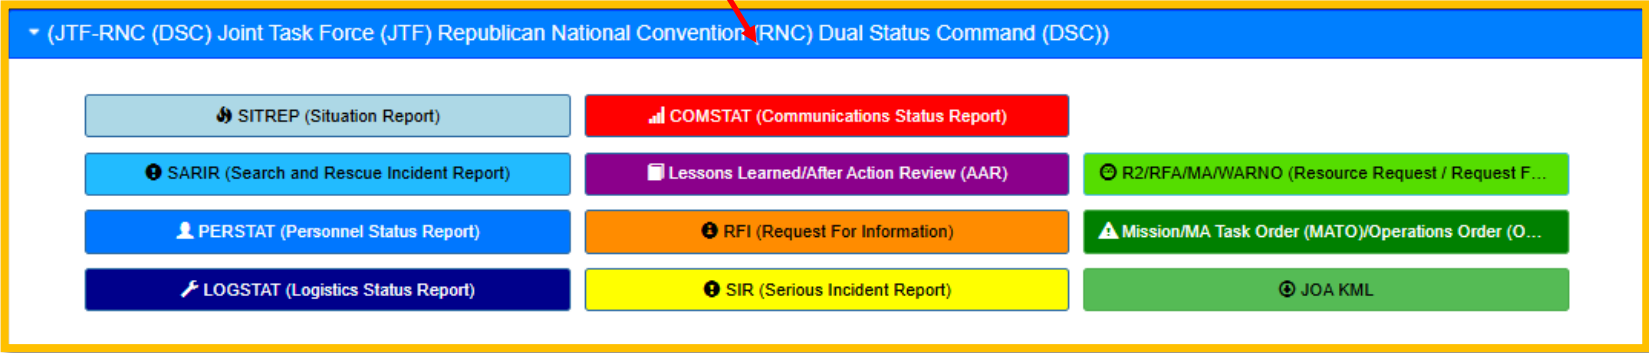 (JTF-RNC (DSC) Joint Task Force (JTF) Republican National Convention (RNC) Dual Status Command (DSC))
SITREP (Situation Report)
COMSTAT (Communications Status Report)
SARIR (Search and Rescue Incident Report)
Lessons Learned/After Action Review (AAR)
R2/RFA/MA/WARNO (Resource Request / Request F...
PERSTAT (Personnel Status Report)
RFI (Request For Information)
Mission/MA Task Order (MATO)/Operations Order (O...
LOGSTAT (Logistics Status Report)
SIR (Serious Incident Report)
JOA KML